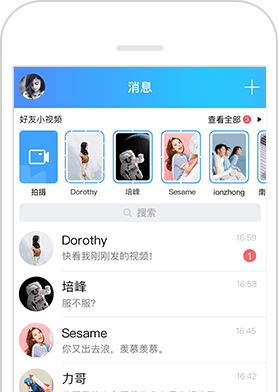 消息
好友小视频 查看全部 3
拍摄 Dorothy 培峰 Sesame ionzhong 南
搜索
Dorothy 16:59
快看我刚刚发的视频！ 1
培峰 16:58
服不服？
Sesame 16:45
你又出去浪，羡慕羡慕。
力哥 16:42